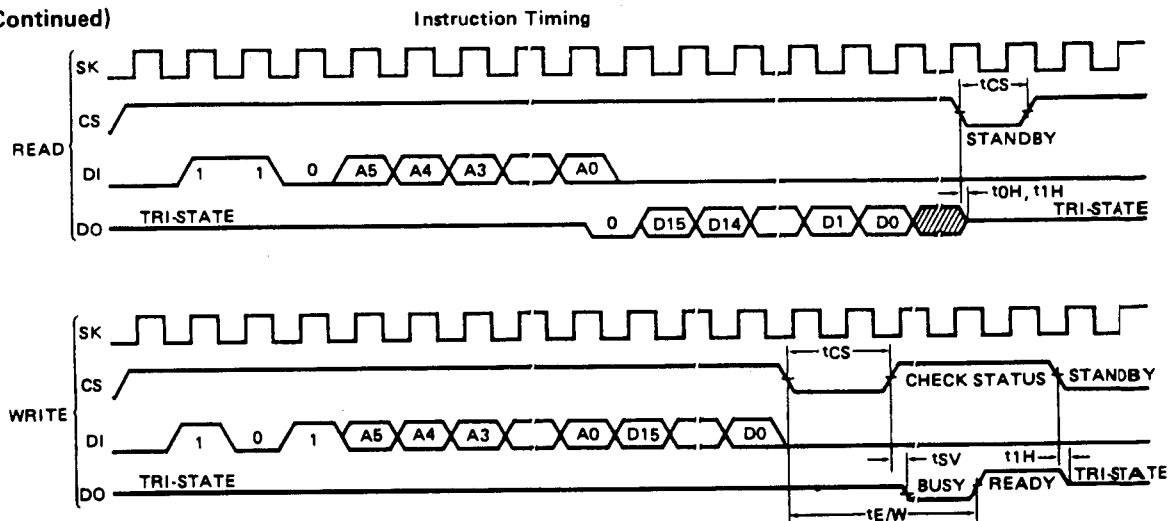 Continued)
Instruction Timing
READ
SK
CS
tCS
STANDBY
DI
1 1 0 A5 A4 A3 A0
t0H, t1H
DO
TRI-STATE
0 D15 D14 D1 D0
TRI-STATE
WRITE
SK
CS
tCS
CHECK STATUS
STANDBY
DI
1 0 1 A5 A4 A3 A0 D15 D0
tSV
t1H
DO
TRI-STATE
BUSY
READY
TRI-STATE
tE/W